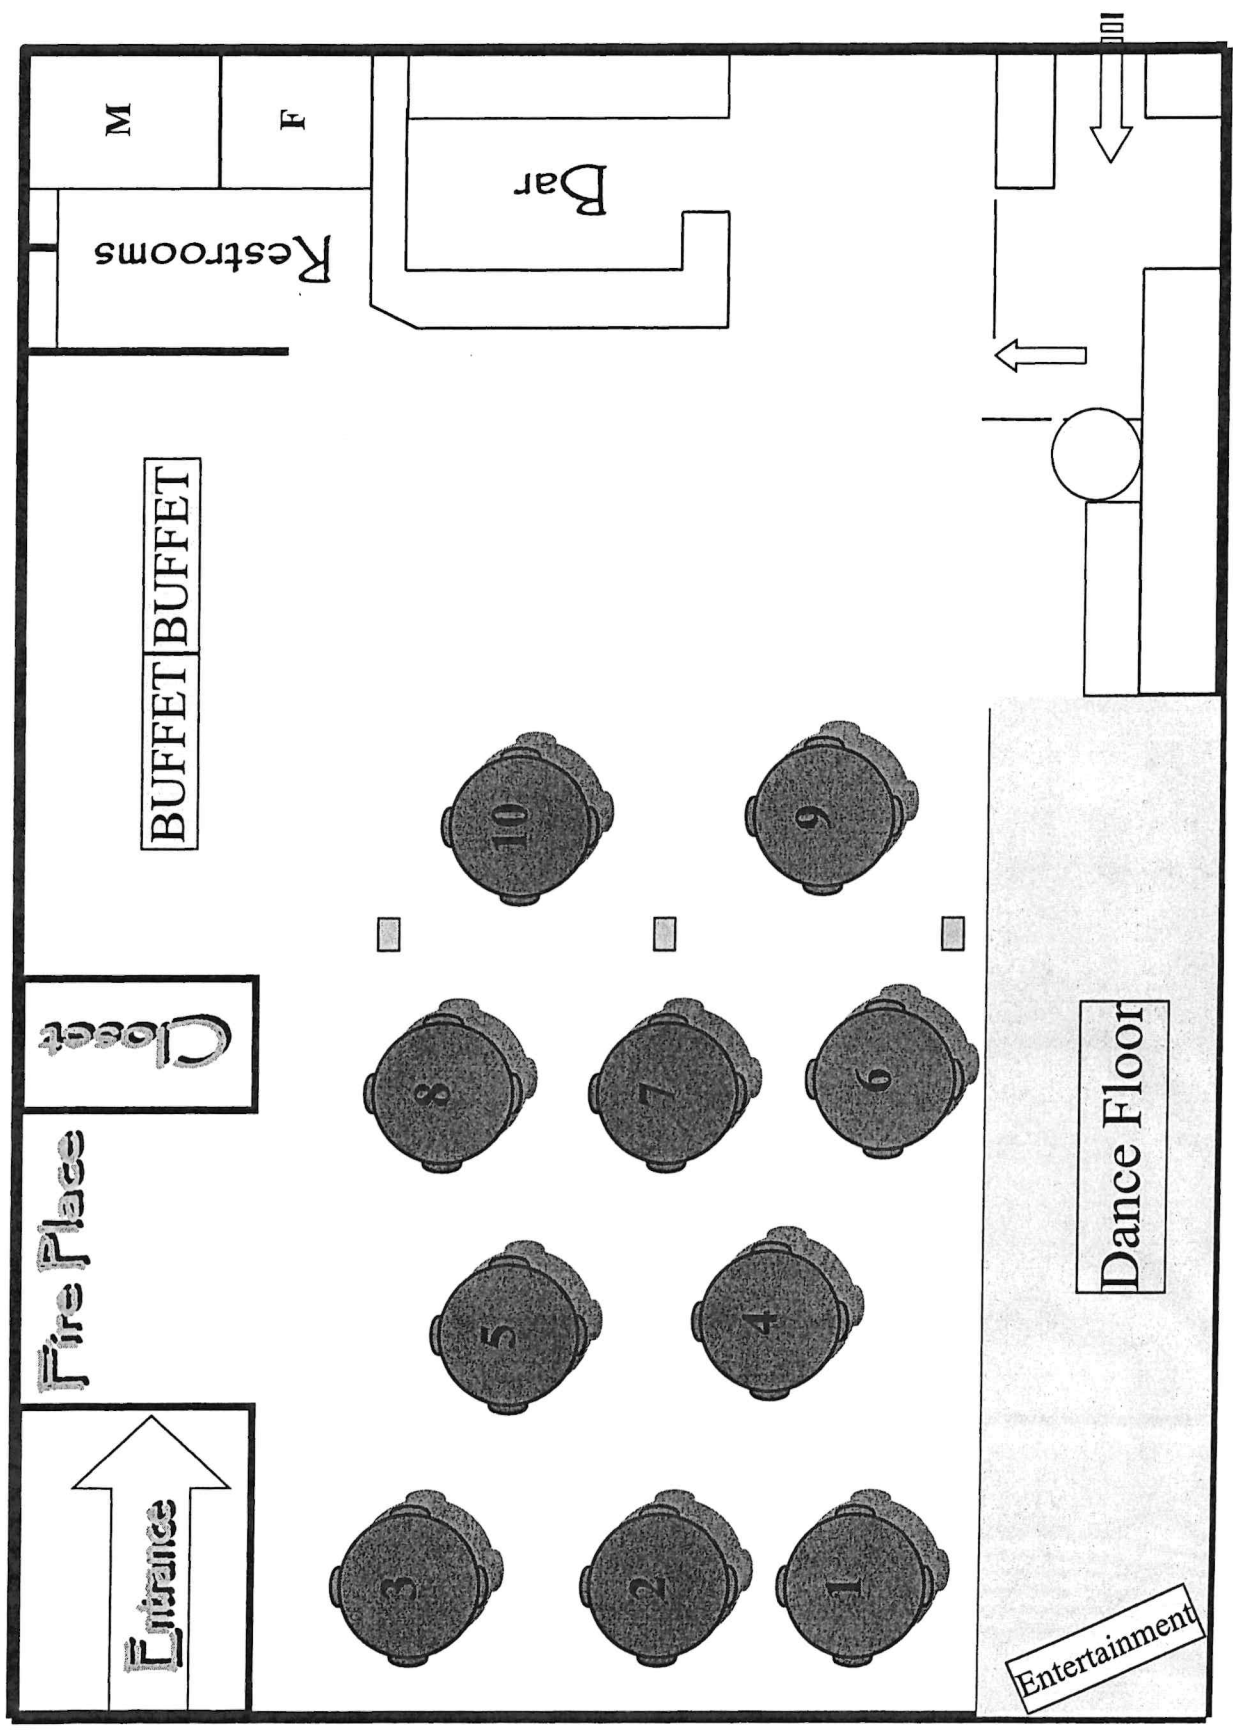 M
F
Bar
Restrooms
BUFFET
BUFFET
10
9
Closet
8
7
6
Fire Place
Dance Floor
5
4
Entrance
3
2
1
Entertainment